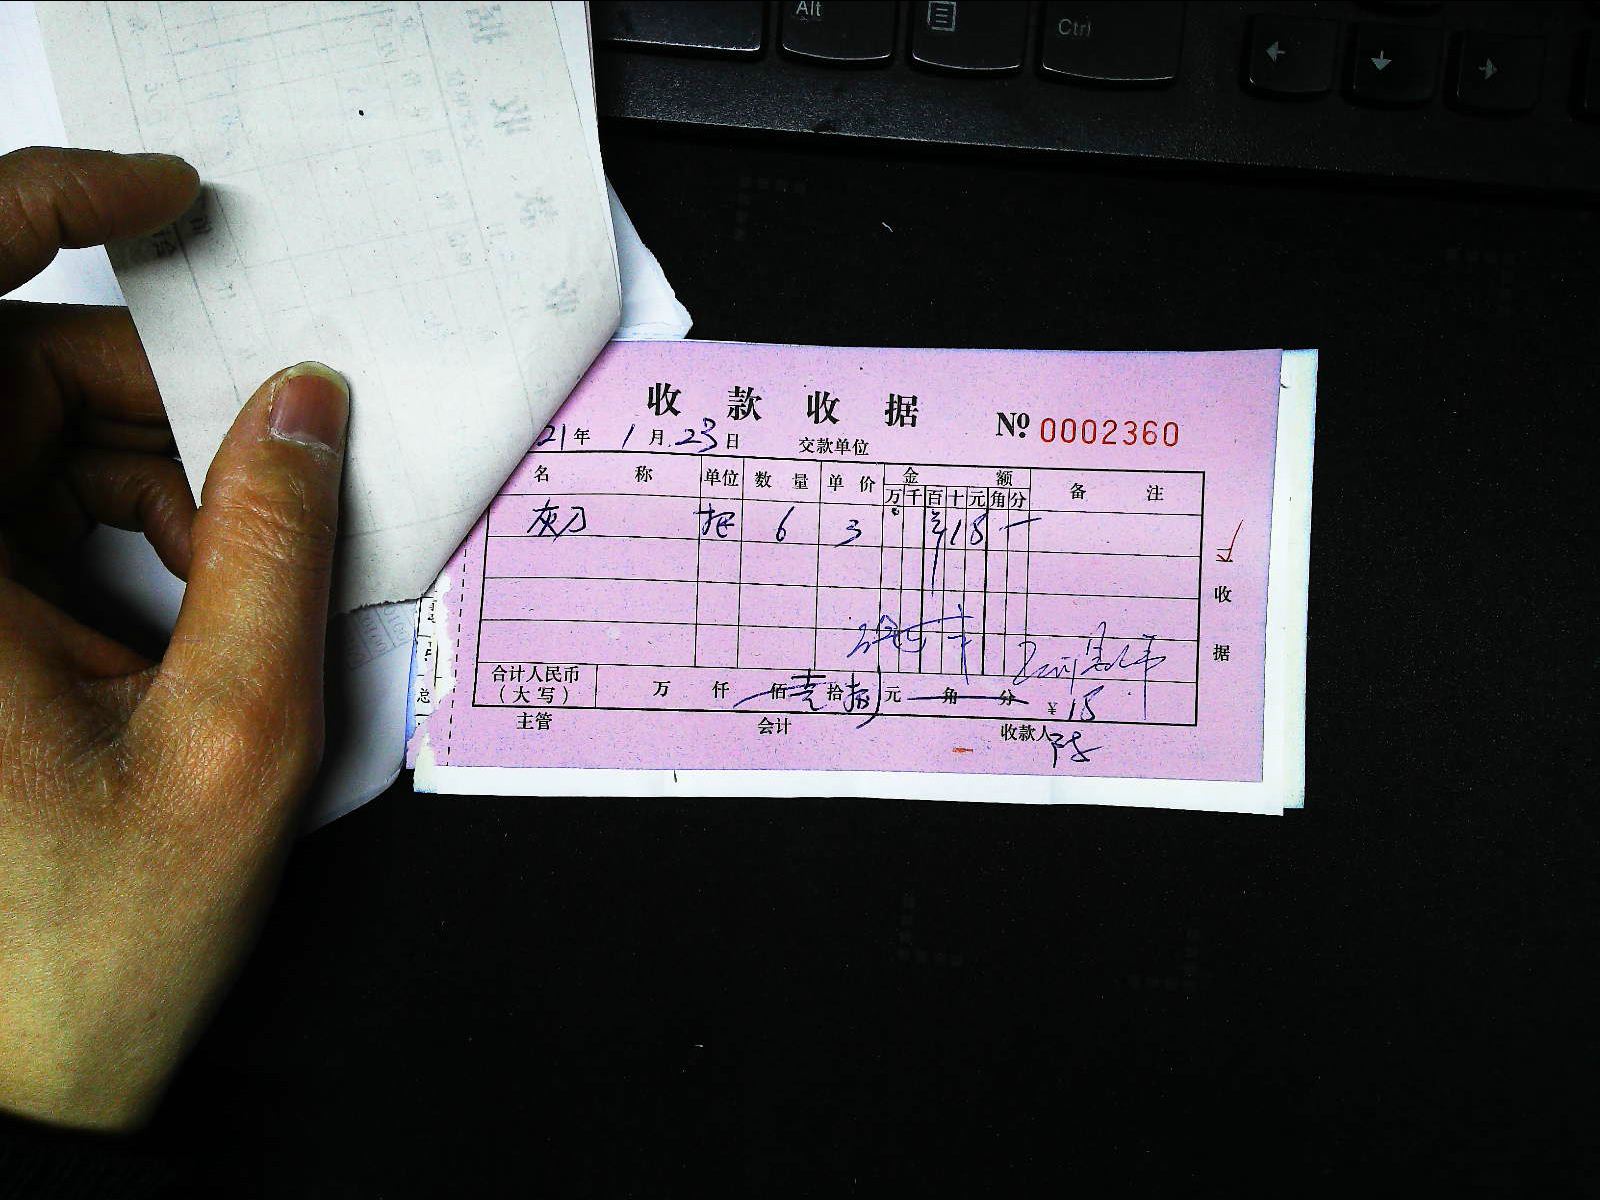 Alt
Ctrl
收款收据
№ 0002360
21年 1月 23日 交款单位
名称 单位 数量 单价 金额 备注
万 千 百 十 元 角 分
灰刀 把 6 3 ¥ 1 8 一
收据
合计人民币 万 仟 佰 壹 拾 捌 元 角 分 ¥ 18
(大写)
主管 会计 收款人
总